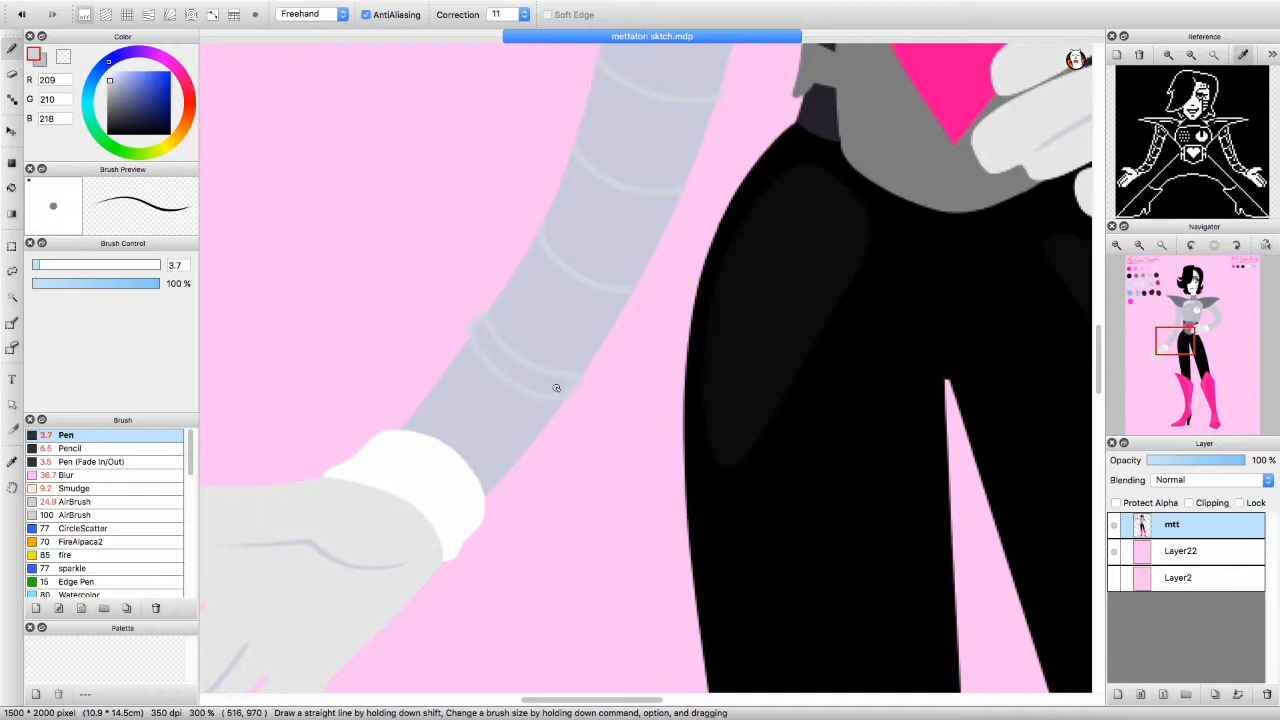 off
Freehand
AntiAliasing
Correction
11
Soft Edge
mettaton sktch.mdp
Color
R
209
G
210
B
218
Brush Preview
Brush Control
3.7
100 %
Brush
3.7 Pen
6.5 Pencil
3.5 Pen (Fade In/Out)
36.7 Blur
9.2 Smudge
24.9 AirBrush
100 AirBrush
77 CircleScatter
70 FireAlpaca2
85 fire
77 sparkle
15 Edge Pen
80 Watercolor
Palette
---
Reference
Navigator
Layer
Opacity
100 %
Blending
Normal
Protect Alpha
Clipping
Lock
mtt
Layer22
Layer2
1500 * 2000 pixel (10.9 * 14.5cm) 350 dpi 300 % ( 516, 970 ) Draw a straight line by holding down shift, Change a brush size by holding down command, option, and dragging